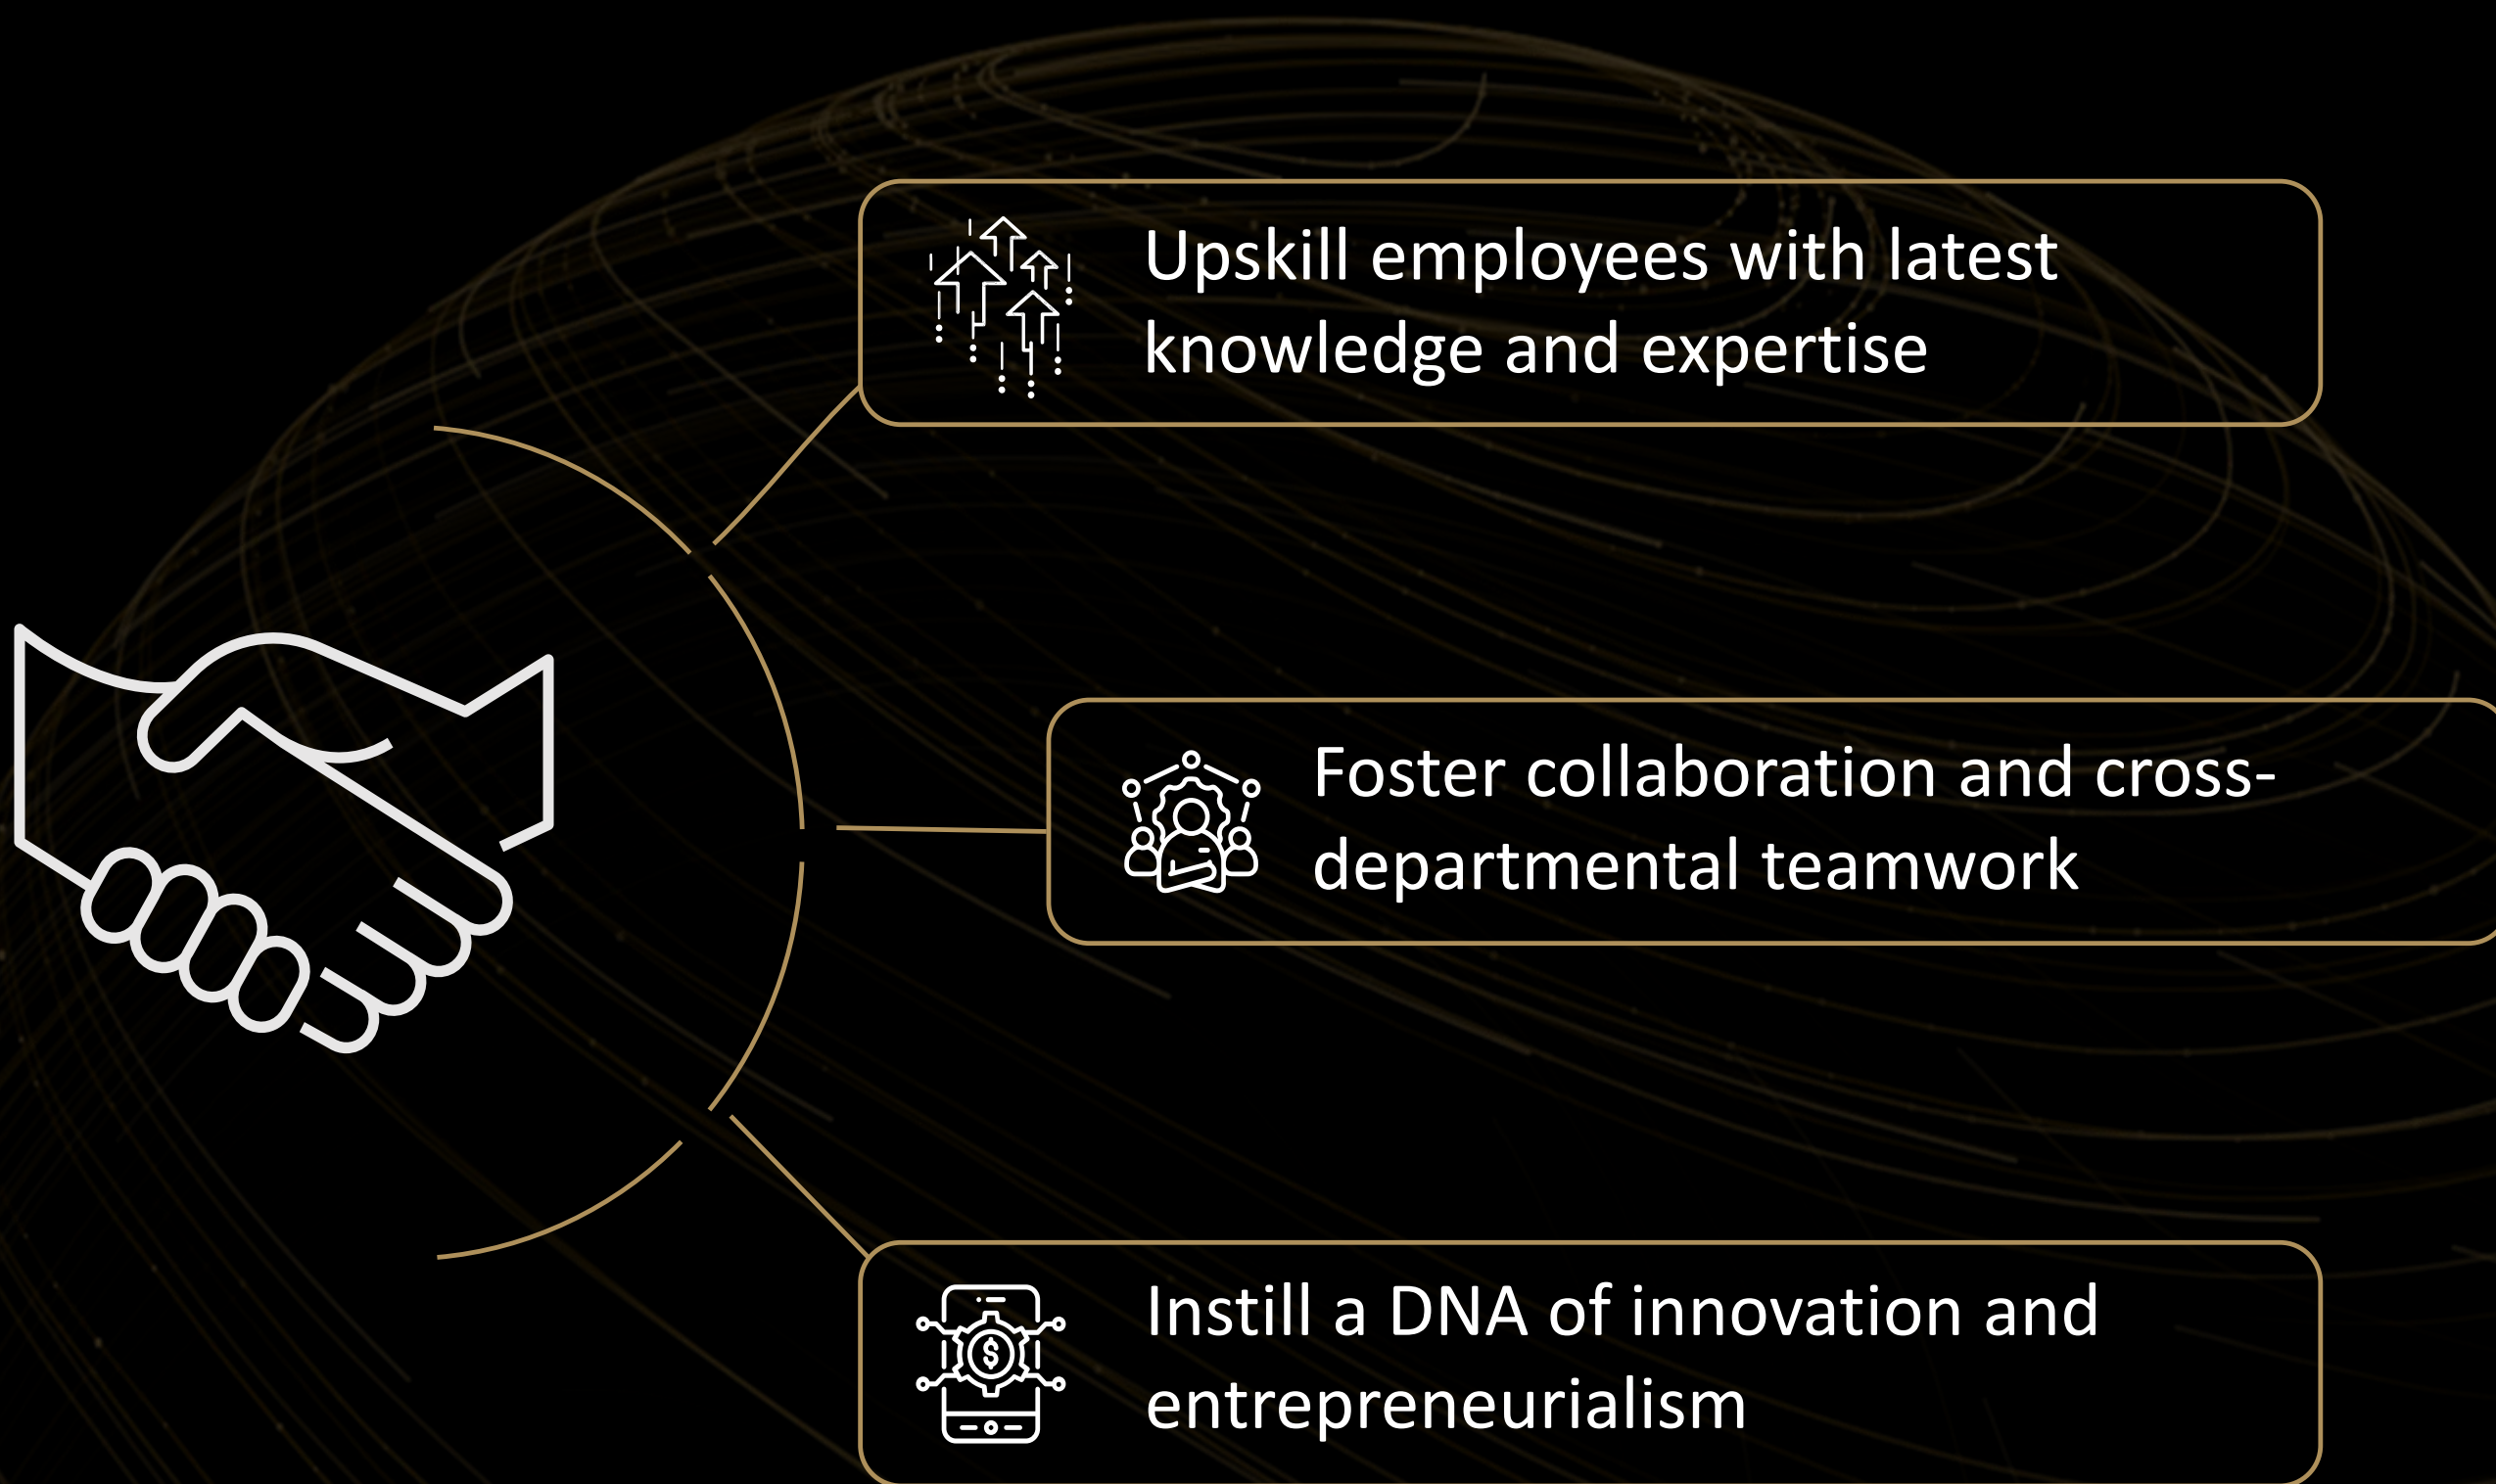 Upskill employees with latest
knowledge and expertise
Foster collaboration and cross-
departmental teamwork
$
Instill a DNA of innovation and
entrepreneurialism